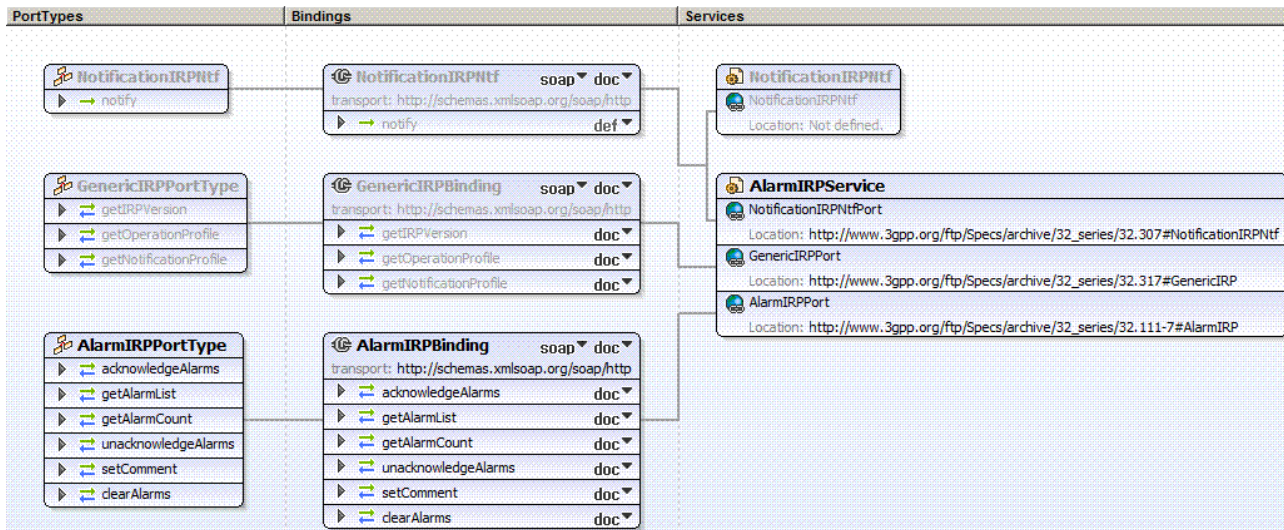 PortTypes
Bindings
Services
NotificationIRPNtf
notify
NotificationIRPNtf soap doc
transport: http://schemas.xmlsoap.org/soap/http
notify def
NotificationIRPNtf
NotificationIRPNtf
Location: Not defined.
GenericIRPPortType
getIRPVersion
getOperationProfile
getNotificationProfile
GenericIRPBinding soap doc
transport: http://schemas.xmlsoap.org/soap/http
getIRPVersion doc
getOperationProfile doc
getNotificationProfile doc
AlarmIRPService
NotificationIRPNtfPort
Location: http://www.3gpp.org/ftp/Specs/archive/32_series/32.307#NotificationIRPNtf
GenericIRPPort
Location: http://www.3gpp.org/ftp/Specs/archive/32_series/32.317#GenericIRP
AlarmIRPPort
Location: http://www.3gpp.org/ftp/Specs/archive/32_series/32.111-7#AlarmIRP
AlarmIRPPortType
acknowledgeAlarms
getAlarmList
getAlarmCount
unacknowledgeAlarms
setComment
clearAlarms
AlarmIRPBinding soap doc
transport: http://schemas.xmlsoap.org/soap/http
acknowledgeAlarms doc
getAlarmList doc
getAlarmCount doc
unacknowledgeAlarms doc
setComment doc
clearAlarms doc